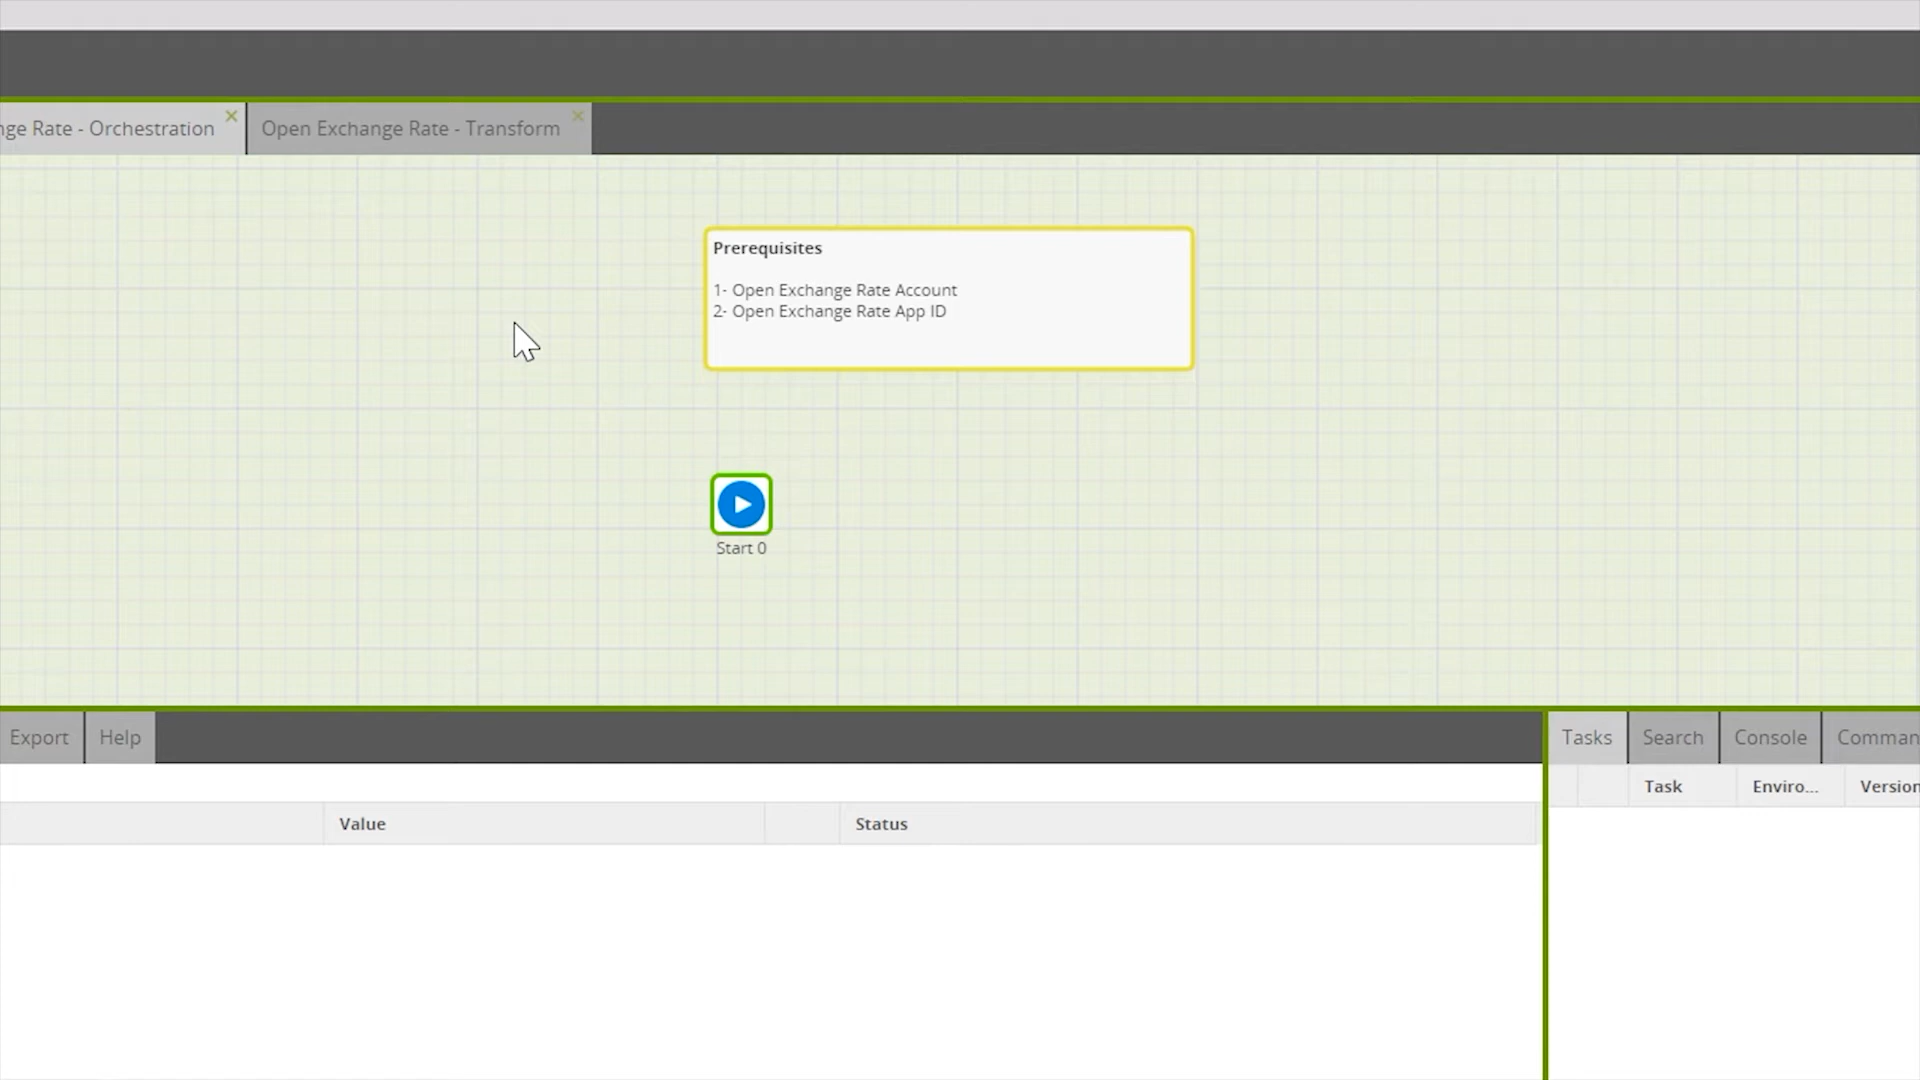 nge Rate - Orchestration
Open Exchange Rate - Transform
Prerequisites
1- Open Exchange Rate Account
2- Open Exchange Rate App ID
Start 0
Export
Help
Tasks
Search
Console
Comman
Value
Status
Task
Enviro...
Version